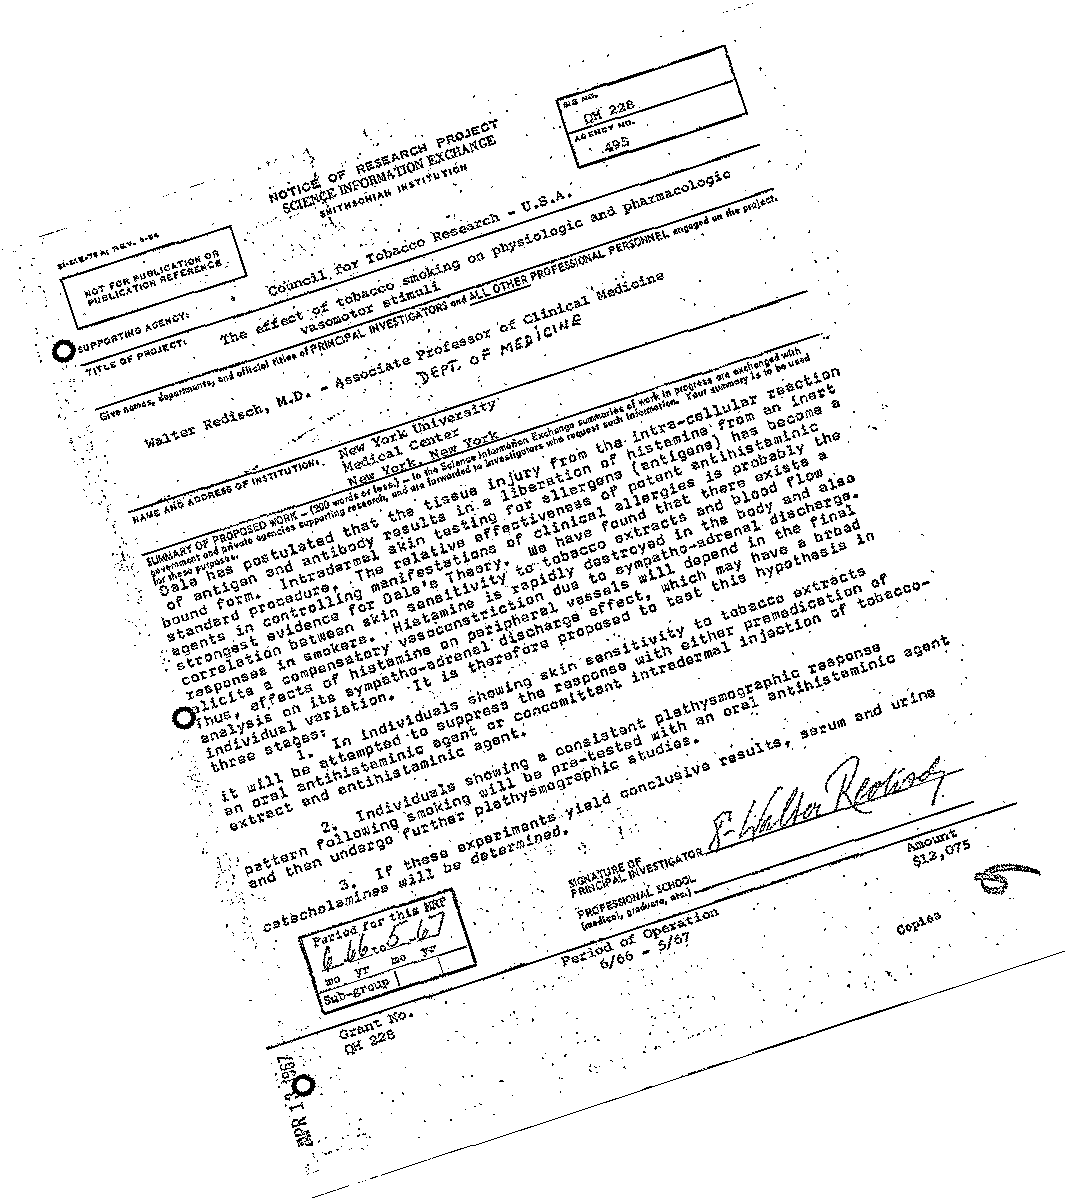 SIS NO.
QH 228
AGENCY NO.
495
NOTICE OF RESEARCH PROJECT
SCIENCE INFORMATION EXCHANGE
SMITHSONIAN INSTITUTION
NOT FOR PUBLICATION OR
PUBLICATION REFERENCE
SUPPORTING AGENCY:
Council for Tobacco Research - U.S.A.
TITLE OF PROJECT:
The effect of tobacco smoking on physiologic and pharmacologic
vasomotor stimuli
Give names, departments, and official titles of PRINCIPAL INVESTIGATORS and ALL OTHER PROFESSIONAL PERSONNEL engaged on the project.
Walter Redisch, M.D. - Associate Professor of Clinical Medicine
DEPT. OF MEDICINE
NAME AND ADDRESS OF INSTITUTION:
New York University
Medical Center
New York, New York
SUMMARY OF PROPOSED WORK - (200 words or less.) - In the Science Information Exchange summaries of work in progress are exchanged with
government and private agencies supporting research, and are forwarded to investigators who request such information. Your summary is to be used
for these purposes.
Dale has postulated that the tissue injury from the intra-cellular reaction
of antigen and antibody results in a liberation of histamine from an inert
bound form. Intradermal skin testing for allergens (antigens) has become a
standard procedure. The relative effectiveness of potent antihistaminic
agents in controlling manifestations of clinical allergies is probably the
strongest evidence for Dale's Theory. We have found that there exists a
correlation between skin sensitivity to tobacco extracts and blood flow
responses in smokers. Histamine is rapidly destroyed in the body and also
elicits a compensatory vasoconstriction due to sympatho-adrenal discharge.
Thus, effects of histamine on peripheral vessels will depend in the final
analysis on its sympatho-adrenal discharge effect, which may have a broad
individual variation. It is therefore proposed to test this hypothesis in
three stages:
1. In individuals showing skin sensitivity to tobacco extracts
it will be attempted to suppress the response with either premedication of
an oral antihistaminic agent or concomittent intradermal injection of tobacco-
extract and antihistaminic agent.
2. Individuals showing a consistent plathysmographic response
pattern following smoking will be pre-tested with an oral antihistaminic agent
and then undergo further plathysmographic studies.
3. If these experiments yield conclusive results, serum and urine
catecholamines will be determined.
SIGNATURE OF
PRINCIPAL INVESTIGATOR
Walter Redisch
PROFESSIONAL SCHOOL
(medical, graduate, etc.)
Period for this NRP
6 66 to 5-67
mo yr mo yr
Sub-group
Period of Operation
6/66 - 5/67
Amount
$12,075
Copies
Grant No.
QH 228